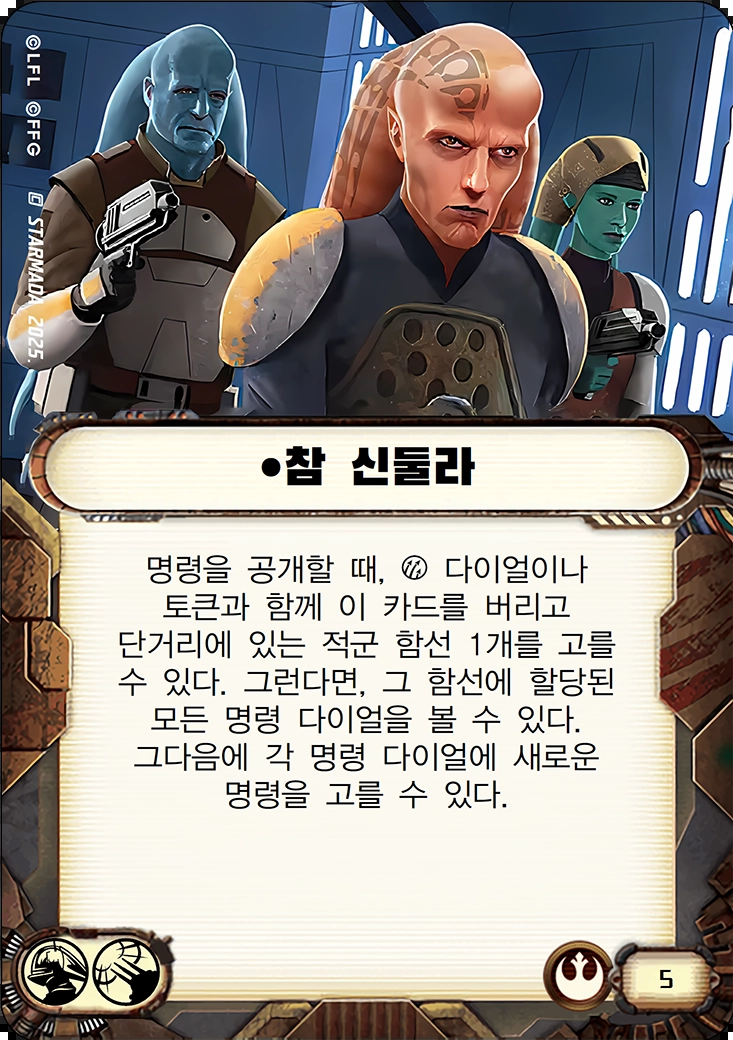 ©LFL ©FFG
STARMADA 2025.
•참 신둘라
명령을 공개할 때, 다이얼이나
토큰과 함께 이 카드를 버리고
단거리에 있는 적군 함선 1개를 고를
수 있다. 그런다면, 그 함선에 할당된
모든 명령 다이얼을 볼 수 있다.
그다음에 각 명령 다이얼에 새로운
명령을 고를 수 있다.
5